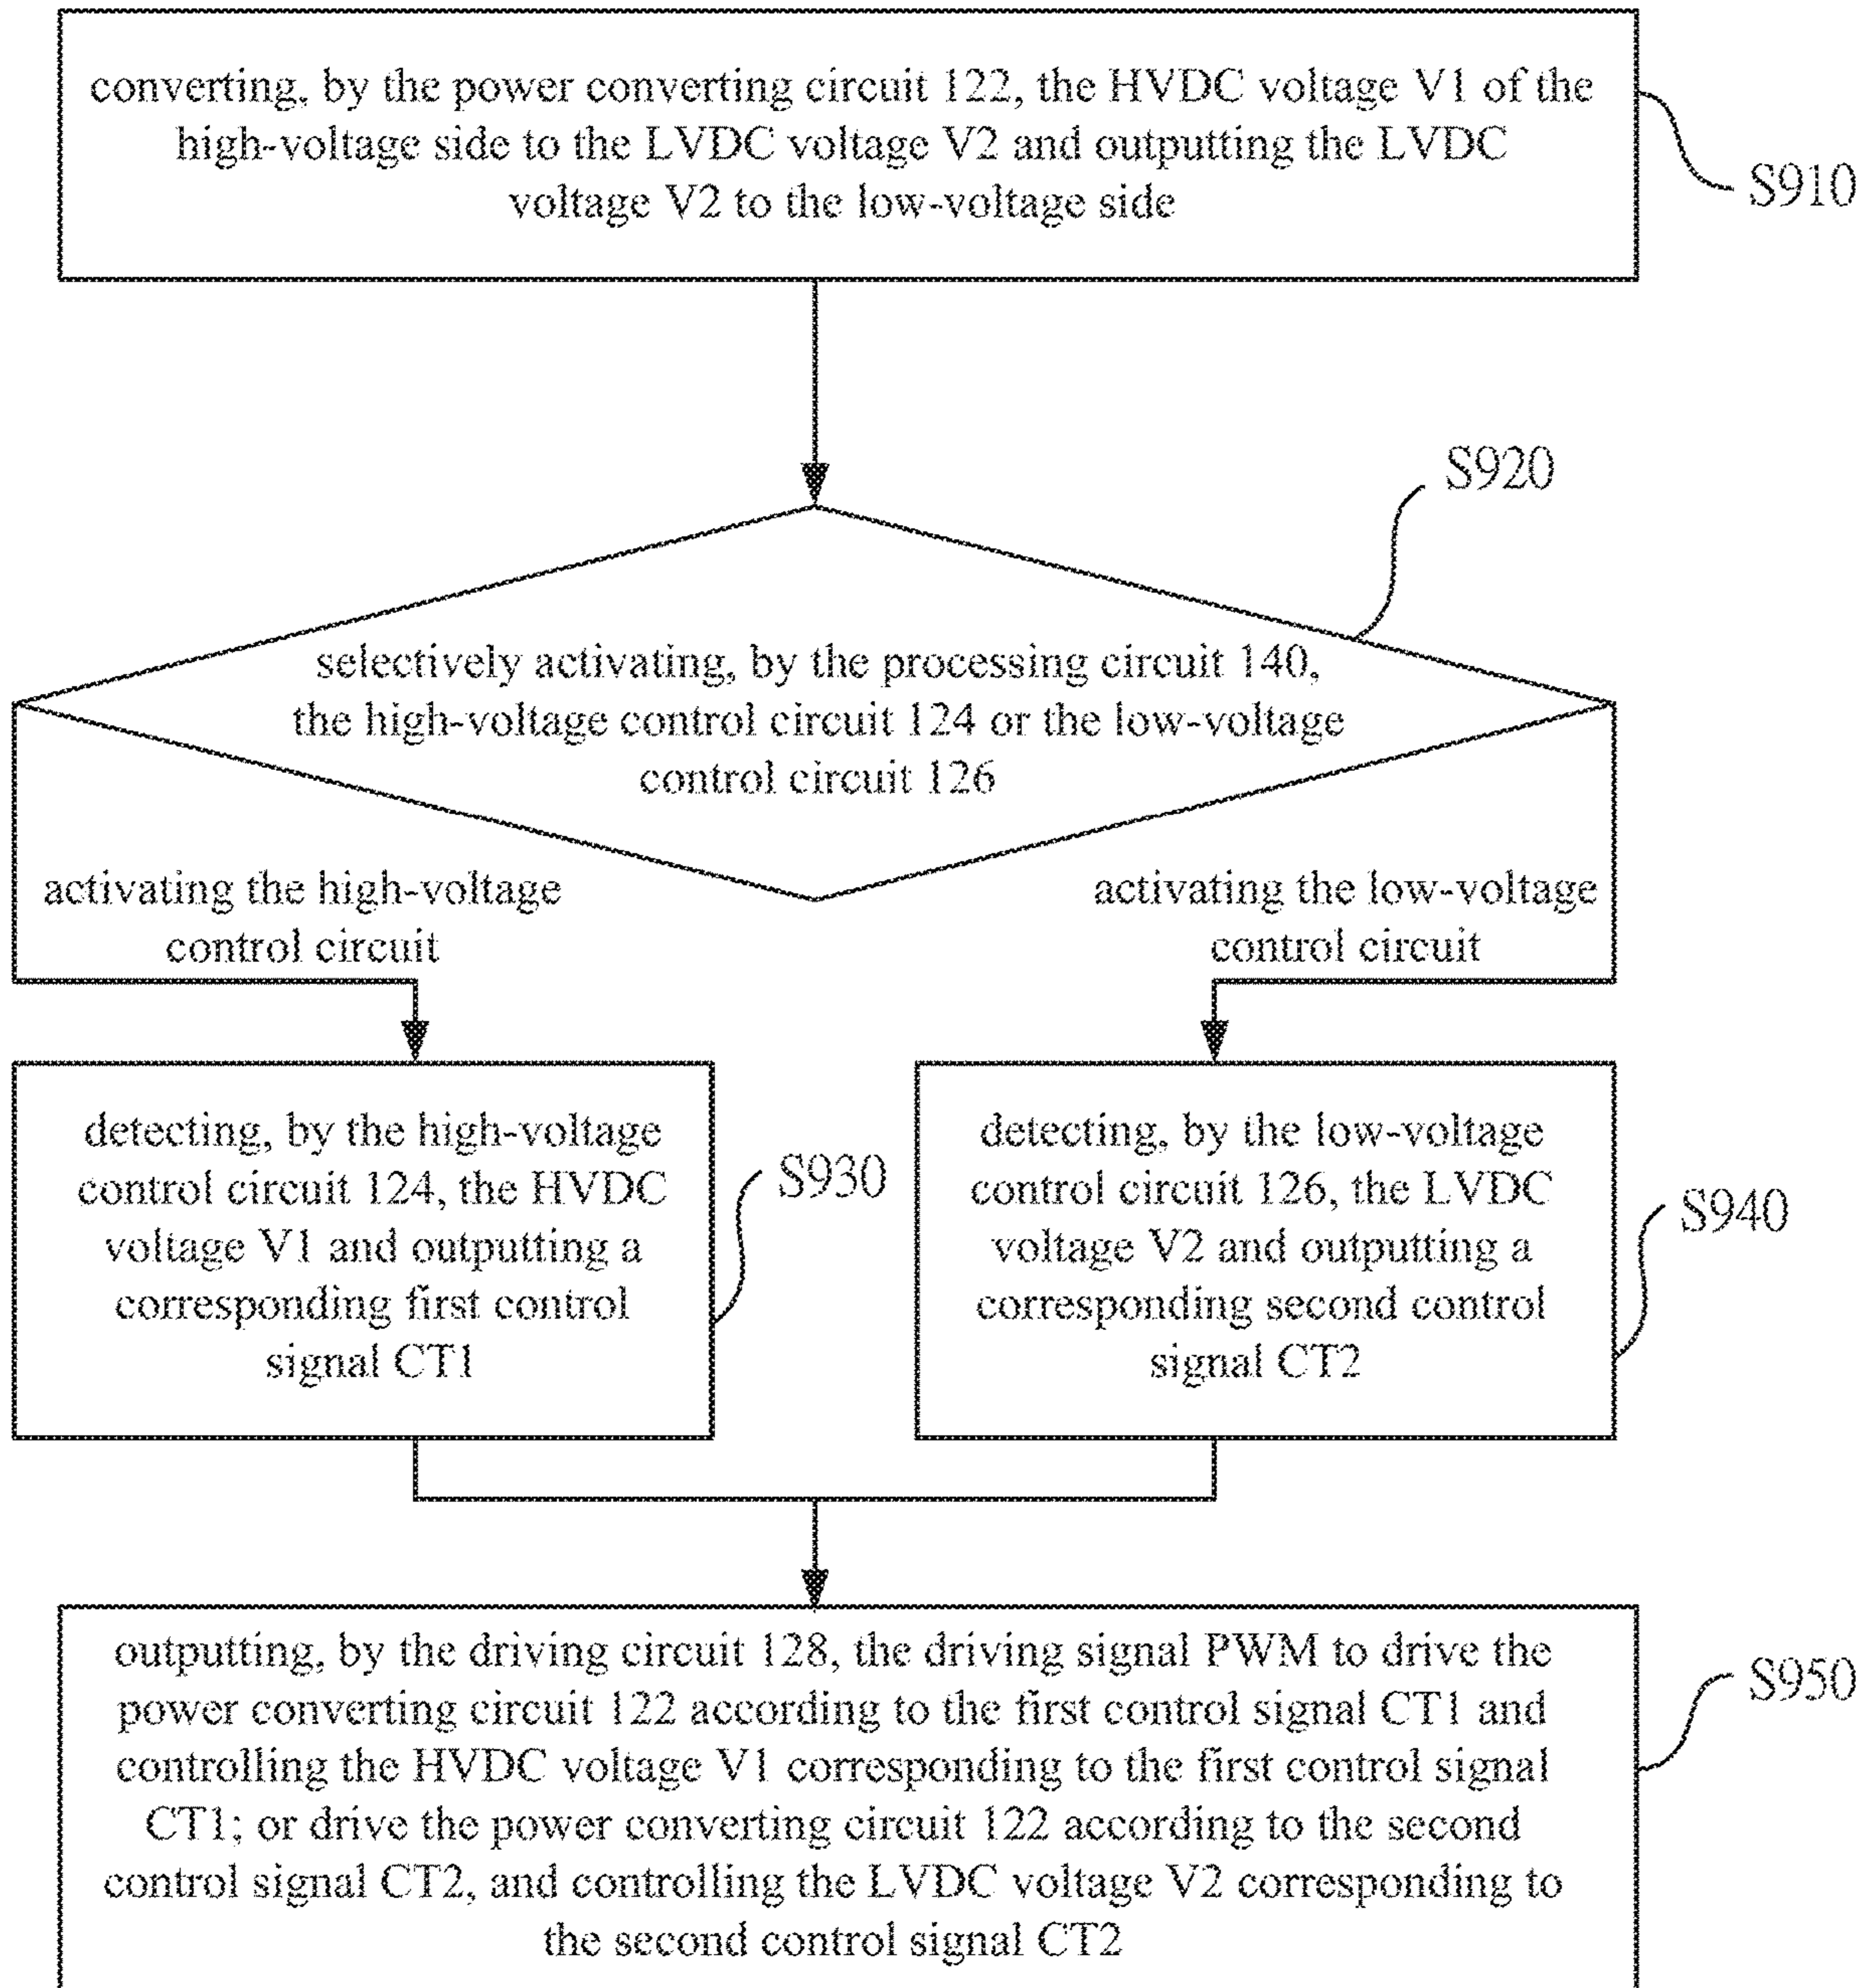 converting, by the power converting circuit 122, the HVDC voltage V1 of the
high-voltage side to the LVDC voltage V2 and outputting the LVDC
voltage V2 to the low-voltage side
S910
S920
selectively activating, by the processing circuit 140,
the high-voltage control circuit 124 or the low-voltage
control circuit 126
activating the high-voltage
control circuit
activating the low-voltage
control circuit
detecting, by the high-voltage
control circuit 124, the HVDC
voltage V1 and outputting a
corresponding first control
signal CT1
S930
detecting, by the low-voltage
control circuit 126, the LVDC
voltage V2 and outputting a
corresponding second control
signal CT2
S940
outputting, by the driving circuit 128, the driving signal PWM to drive the
power converting circuit 122 according to the first control signal CT1 and
controlling the HVDC voltage V1 corresponding to the first control signal
CT1; or drive the power converting circuit 122 according to the second
control signal CT2, and controlling the LVDC voltage V2 corresponding to
the second control signal CT2
S950